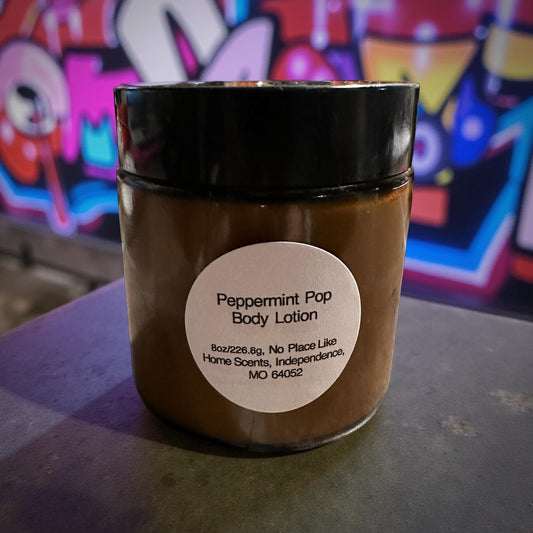 Peppermint Pop
Body Lotion
8oz/226.8g, No Place Like
Home Scents, Independence,
MO 64052